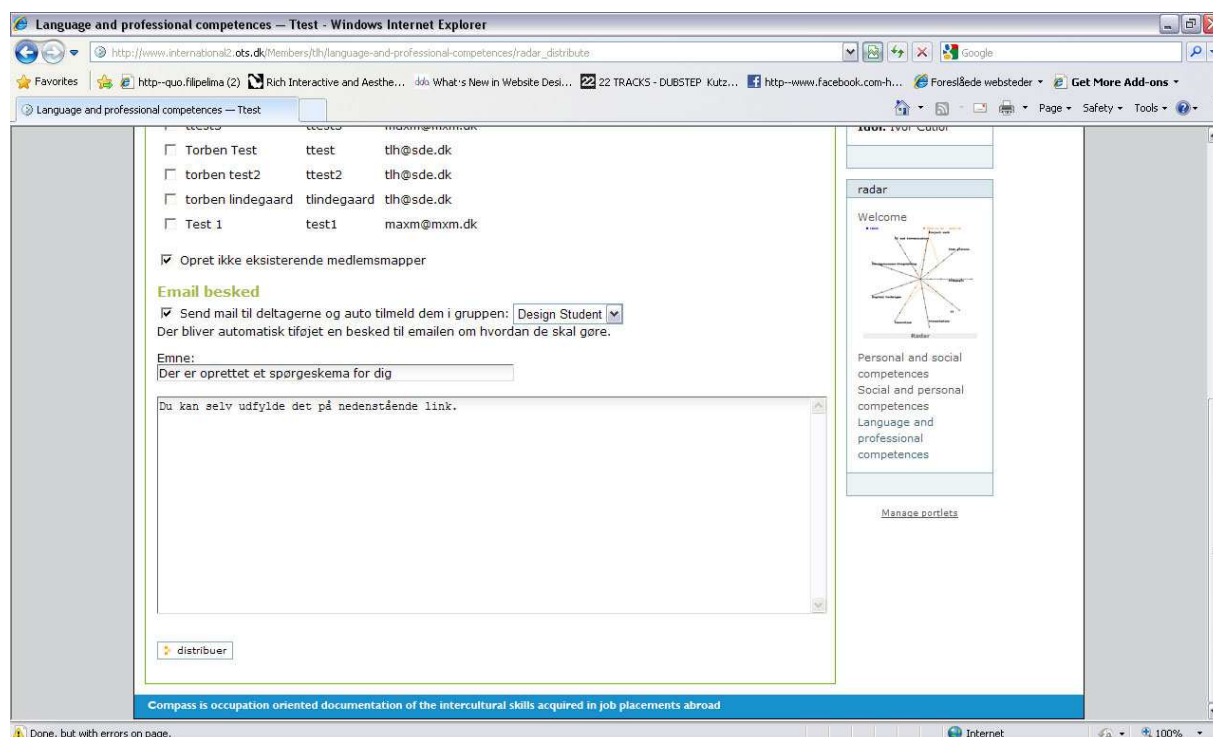 Language and professional competences — Ttest - Windows Internet Explorer
http://www.international2.ots.dk/Members/tlh/language-and-professional-competences/radar_distribute
Google
Favorites http--quo.filipelima (2) Rich Interactive and Aesthe... dda What's New in Website Desi... 22 22 TRACKS - DUBSTEP Kutz... http--www.facebook.com-h... Foreslåede websteder Get More Add-ons
Language and professional competences — Ttest
Page Safety Tools
Torben Test ttest tlh@sde.dk
torben test2 ttest2 tlh@sde.dk
torben lindegaard tlindegaard tlh@sde.dk
Test 1 test1 maxm@mxm.dk
Opret ikke eksisterende medlemsmapper
Email besked
Send mail til deltagerne og auto tilmeld dem i gruppen: Design Student
Der bliver automatisk tiføjet en besked til emailen om hvordan de skal gøre.
Emne:
Der er oprettet et spørgeskema for dig
Du kan selv udfylde det på nedenstående link.
distribuer
radar
Welcome
Radar
Personal and social
competences
Social and personal
competences
Language and
professional
competences
Manage portlets
Compass is occupation oriented documentation of the intercultural skills acquired in job placements abroad
Done, but with errors on page.
Internet
100%